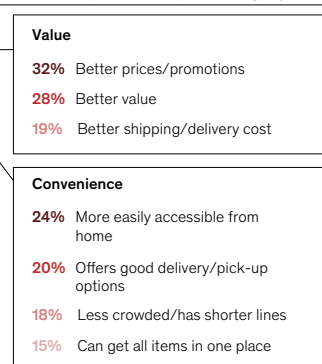 Value
32% Better prices/promotions
28% Better value
19% Better shipping/delivery cost
Convenience
24% More easily accessible from
home
20% Offers good delivery/pick-up
options
18% Less crowded/has shorter lines
15% Can get all items in one place